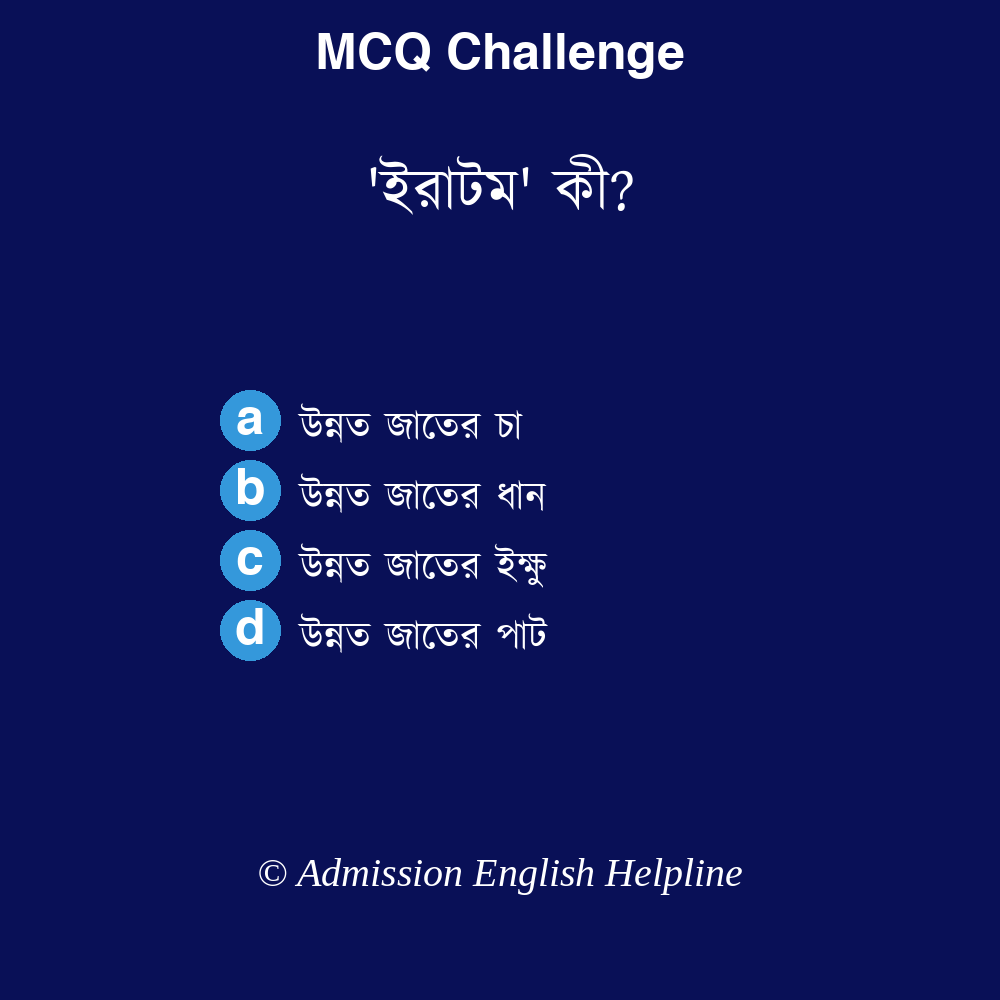 MCQ Challenge
'ইরাটম' কী?
a উন্নত জাতের চা
b উন্নত জাতের ধান
c উন্নত জাতের ইক্ষু
d উন্নত জাতের পাট
© Admission English Helpline